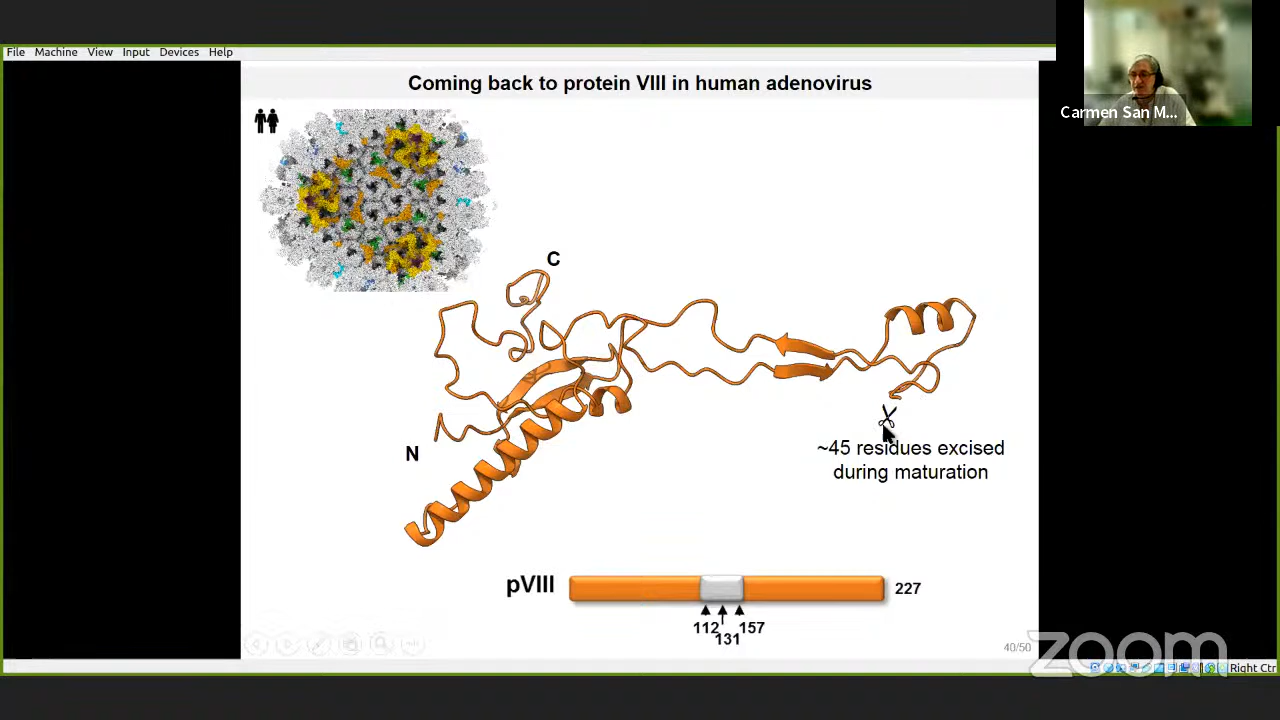 File Machine View Input Devices Help
Coming back to protein VIII in human adenovirus
Carmen San M...
C
N
~45 residues excised
during maturation
pVIII
227
112
157
131
40/50
zoom
Right Ctr